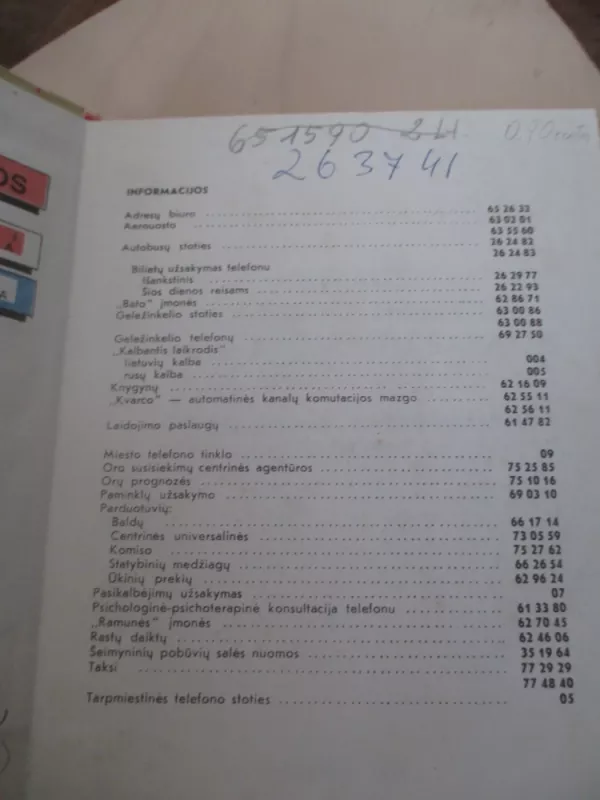 OS
651590 2H
0.70
263741
INFORMACIJOS
Adresų biuro 65 26 33
Aerouosto 63 02 01
63 55 60
Autobusų stoties 26 24 82
26 24 83
Bilietų užsakymas telefonu
Išankstinis 26 29 77
Šios dienos reisams 26 22 93
„Bato" įmonės 62 86 71
Geležinkelio stoties 63 00 86
63 00 88
Geležinkelio telefonų 69 27 50
„Kalbantis laikrodis"
lietuvių kalba 004
rusų kalba 005
Knygynų 62 16 09
„Kvarco" — automatinės kanalų komutacijos mazgo 62 55 11
62 56 11
Laidojimo paslaugų 61 47 82
Miesto telefono tinklo 09
Oro susisiekimų centrinės agentūros 75 25 85
Orų prognozės 75 10 16
Paminklų užsakymo 69 03 10
Parduotuvių:
Baldų 66 17 14
Centrinės universalinės 73 05 59
Komiso 75 27 62
Statybinių medžiagų 66 26 54
Ūkinių prekių 62 96 24
Pasikalbėjimų užsakymas 07
Psichologinė-psichoterapinė konsultacija telefonu 61 33 80
„Ramunės" įmonės 62 70 45
Rastų daiktų 62 46 06
Šeimyninių pobūvių salės nuomos 35 19 64
Taksi 77 29 29
77 48 40
Tarpmiestinės telefono stoties 05